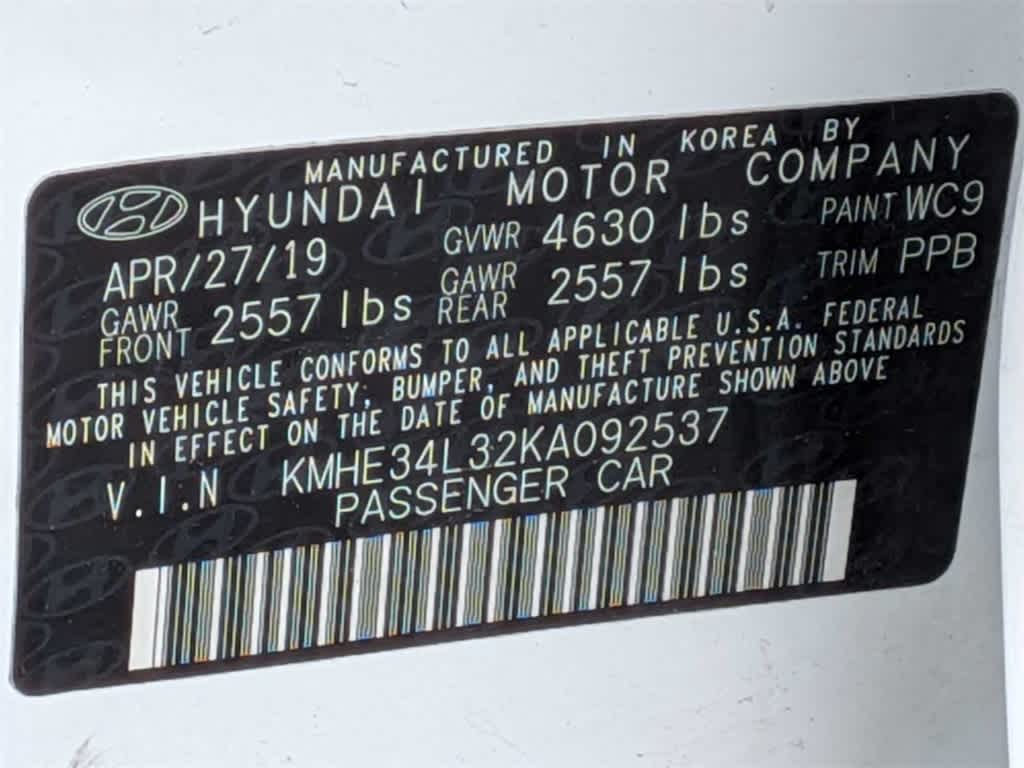 MANUFACTURED IN KOREA BY
HYUNDAI MOTOR COMPANY
APR/27/19 GVWR 4630 lbs PAINT WC9
GAWR FRONT 2557 lbs GAWR REAR 2557 lbs TRIM PPB
THIS VEHICLE CONFORMS TO ALL APPLICABLE U.S.A. FEDERAL
MOTOR VEHICLE SAFETY, BUMPER, AND THEFT PREVENTION STANDARDS
IN EFFECT ON THE DATE OF MANUFACTURE SHOWN ABOVE
V.I.N KMHE34L32KA092537
PASSENGER CAR